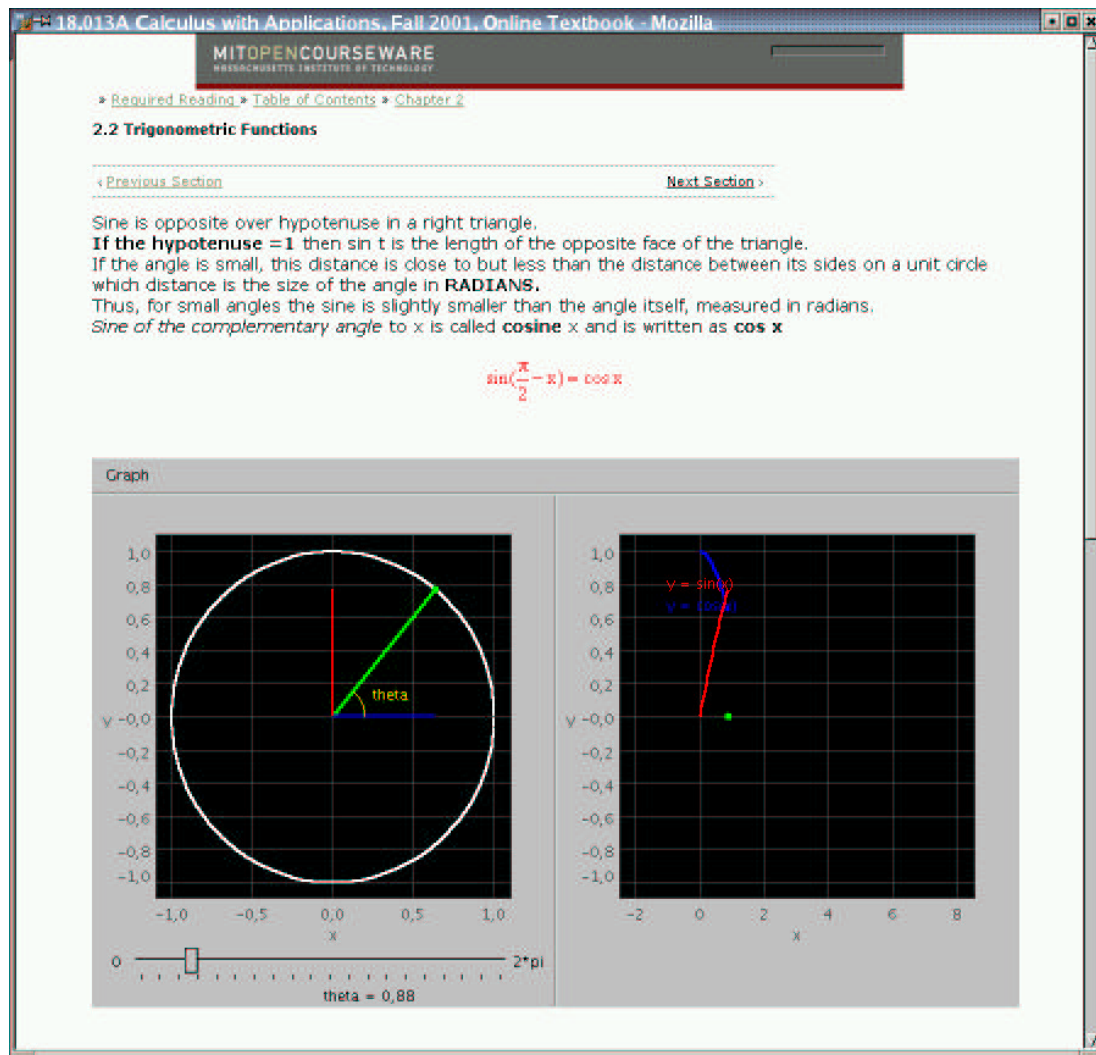 18.013A Calculus with Applications, Fall 2001, Online Textbook - Mozilla
MITOPENCOURSEWARE
MASSACHUSETTS INSTITUTE OF TECHNOLOGY
» Required Reading » Table of Contents » Chapter 2
2.2 Trigonometric Functions
‹ Previous Section
Next Section ›
Sine is opposite over hypotenuse in a right triangle.
If the hypotenuse =1 then sin t is the length of the opposite face of the triangle.
If the angle is small, this distance is close to but less than the distance between its sides on a unit circle
which distance is the size of the angle in RADIANS.
Thus, for small angles the sine is slightly smaller than the angle itself, measured in radians.
Sine of the complementary angle to x is called cosine x and is written as cos x
sin(π/2 − x) = cos x
Graph
1,0
0,8
0,6
0,4
0,2
y -0,0
-0,2
-0,4
-0,6
-0,8
-1,0
theta
-1,0 -0,5 0,0 0,5 1,0
x
0 2*pi
theta = 0,88
1,0
0,8
0,6
0,4
0,2
y -0,0
-0,2
-0,4
-0,6
-0,8
-1,0
y = sin(x)
y = cos(x)
-2 0 2 4 6 8
x